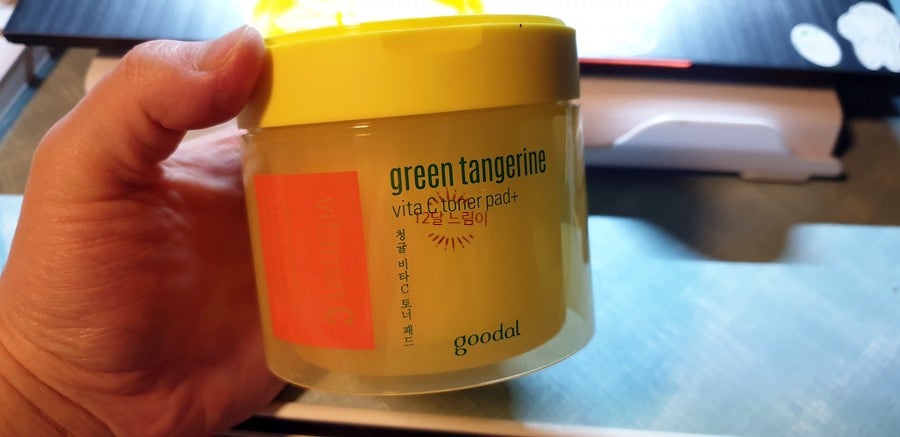 green tangerine
vita C toner pad+
12달 느림이
청귤 비타C 토너 패드
goodal